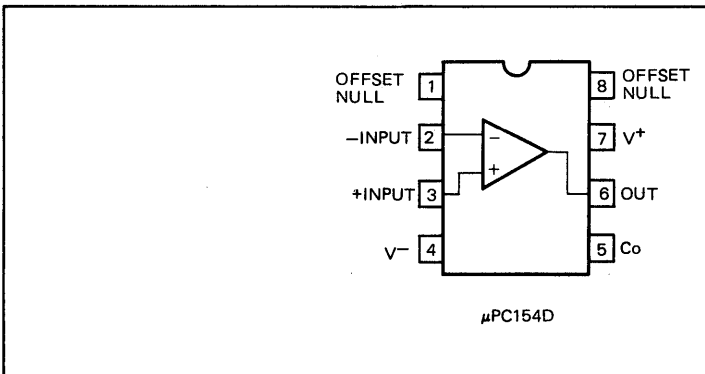 OFFSET NULL 1
8 OFFSET NULL
−INPUT 2
−
7 V+
+INPUT 3
+
6 OUT
V− 4
5 Co
μPC154D